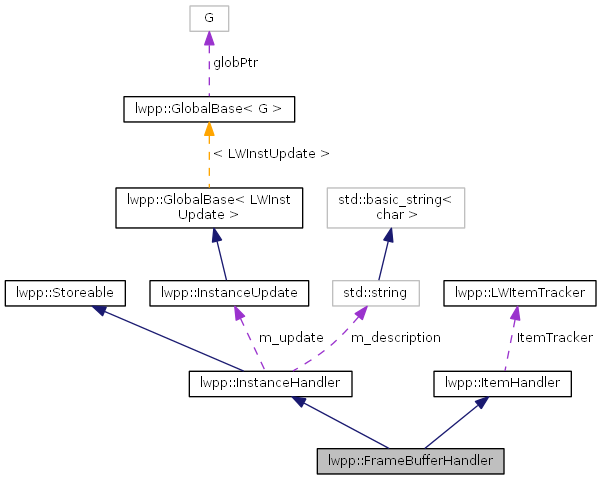 G
globPtr
lwpp::GlobalBase< G >
< LWInstUpdate >
lwpp::GlobalBase< LWInst
Update >
std::basic_string<
char >
lwpp::Storeable
lwpp::InstanceUpdate
std::string
lwpp::LWItemTracker
m_update
m_description
ItemTracker
lwpp::InstanceHandler
lwpp::ItemHandler
lwpp::FrameBufferHandler